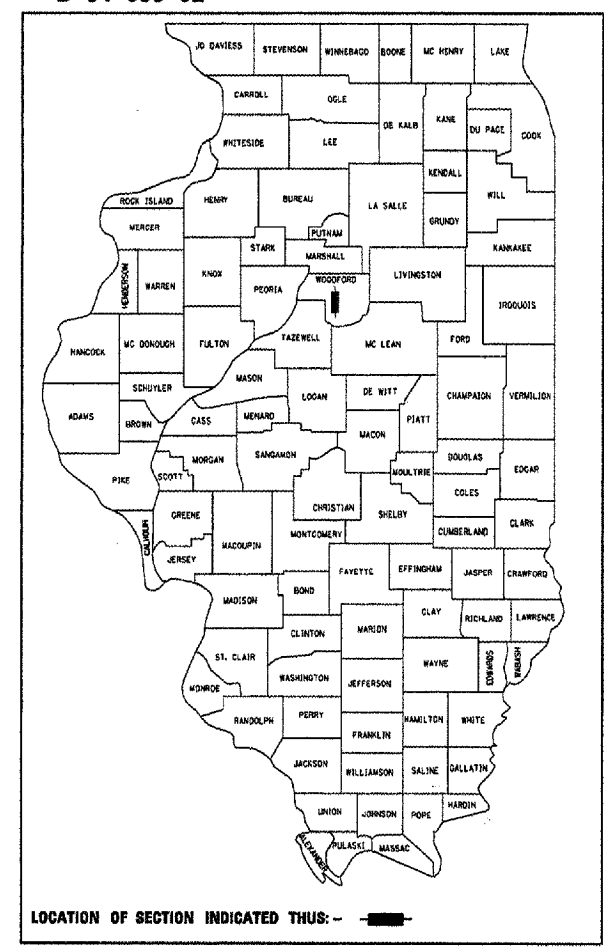 JO DAVIESS STEVENSON WINNEBAGO BOONE MC HENRY LAKE
CARROLL OGLE DE KALB KANE DU PAGE COOK
WHITESIDE LEE
KENDALL WILL
ROCK ISLAND HENRY BUREAU LA SALLE
MERCER PUTNAM GRUNDY
STARK MARSHALL KANKAKEE
HENDERSON WARREN KNOX PEORIA WOODFORD LIVINGSTON IROQUOIS
HANCOCK MC DONOUGH FULTON TAZEWELL MC LEAN FORD
SCHUYLER MASON LOGAN DE WITT CHAMPAIGN VERMILION
ADAMS BROWN CASS MENARD MACON PIATT
PIKE SCOTT MORGAN SANGAMON MOULTRIE DOUGLAS EDGAR
COLES
GREENE CHRISTIAN SHELBY CLARK
CALHOUN JERSEY MACOUPIN MONTGOMERY CUMBERLAND
FAYETTE EFFINGHAM JASPER CRAWFORD
MADISON BOND
CLINTON MARION CLAY RICHLAND LAWRENCE
ST. CLAIR WAYNE EDWARDS WABASH
MONROE WASHINGTON JEFFERSON
RANDOLPH PERRY HAMILTON WHITE
FRANKLIN
JACKSON WILLIAMSON SALINE GALLATIN
UNION JOHNSON POPE HARDIN
ALEXANDER PULASKI MASSAC
LOCATION OF SECTION INDICATED THUS:-